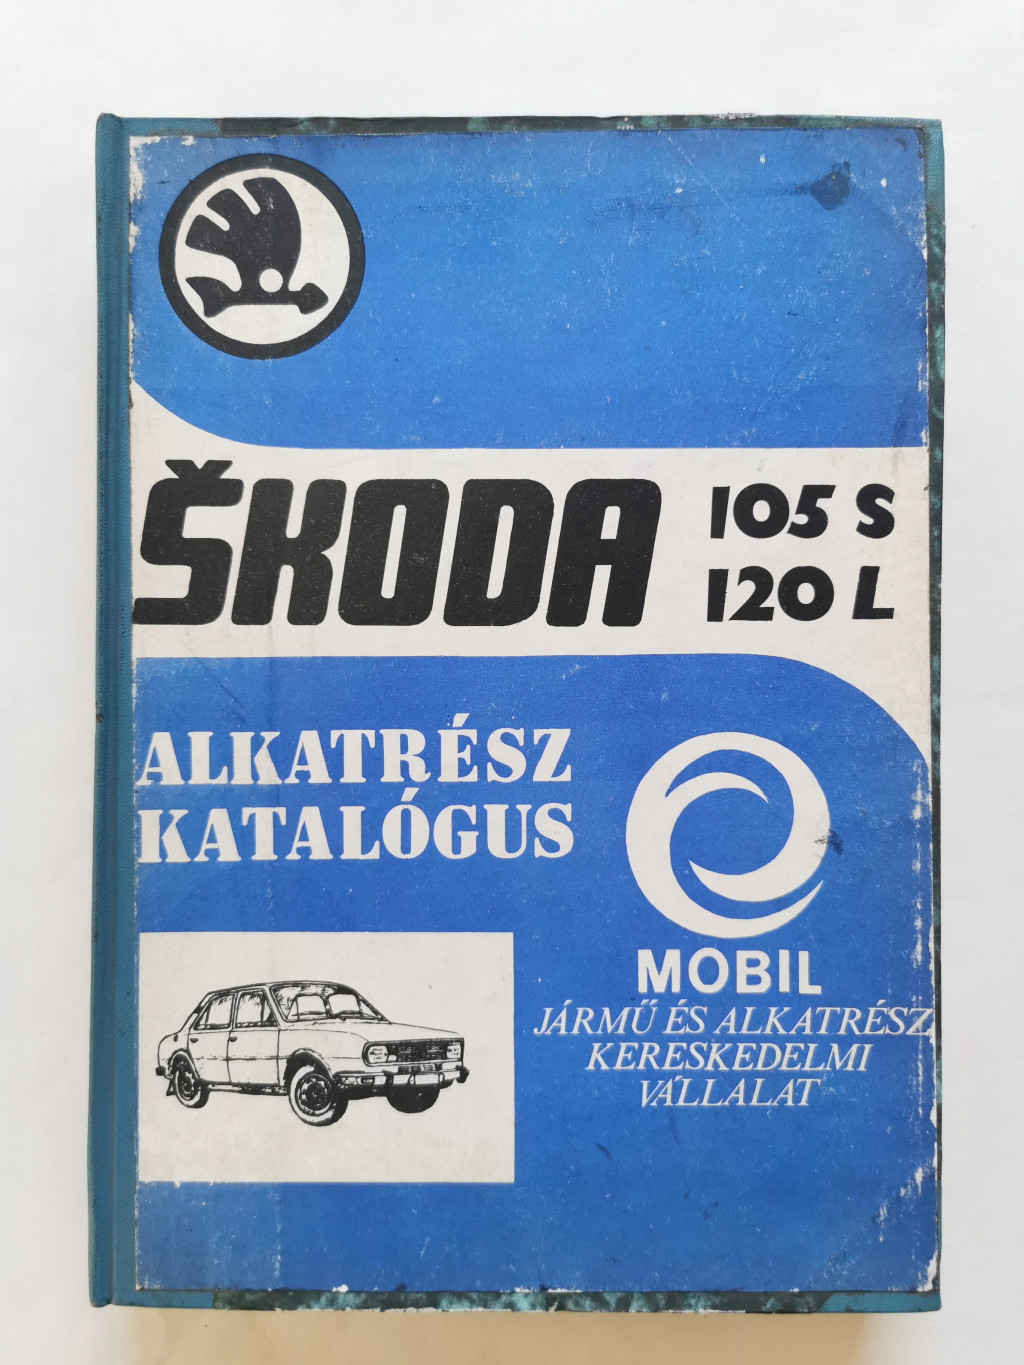 ŠKODA
105 S
120 L
ALKATRÉSZ
KATALÓGUS
MOBIL
JÁRMŰ ÉS ALKATRÉSZ
KERESKEDELMI
VÁLLALAT